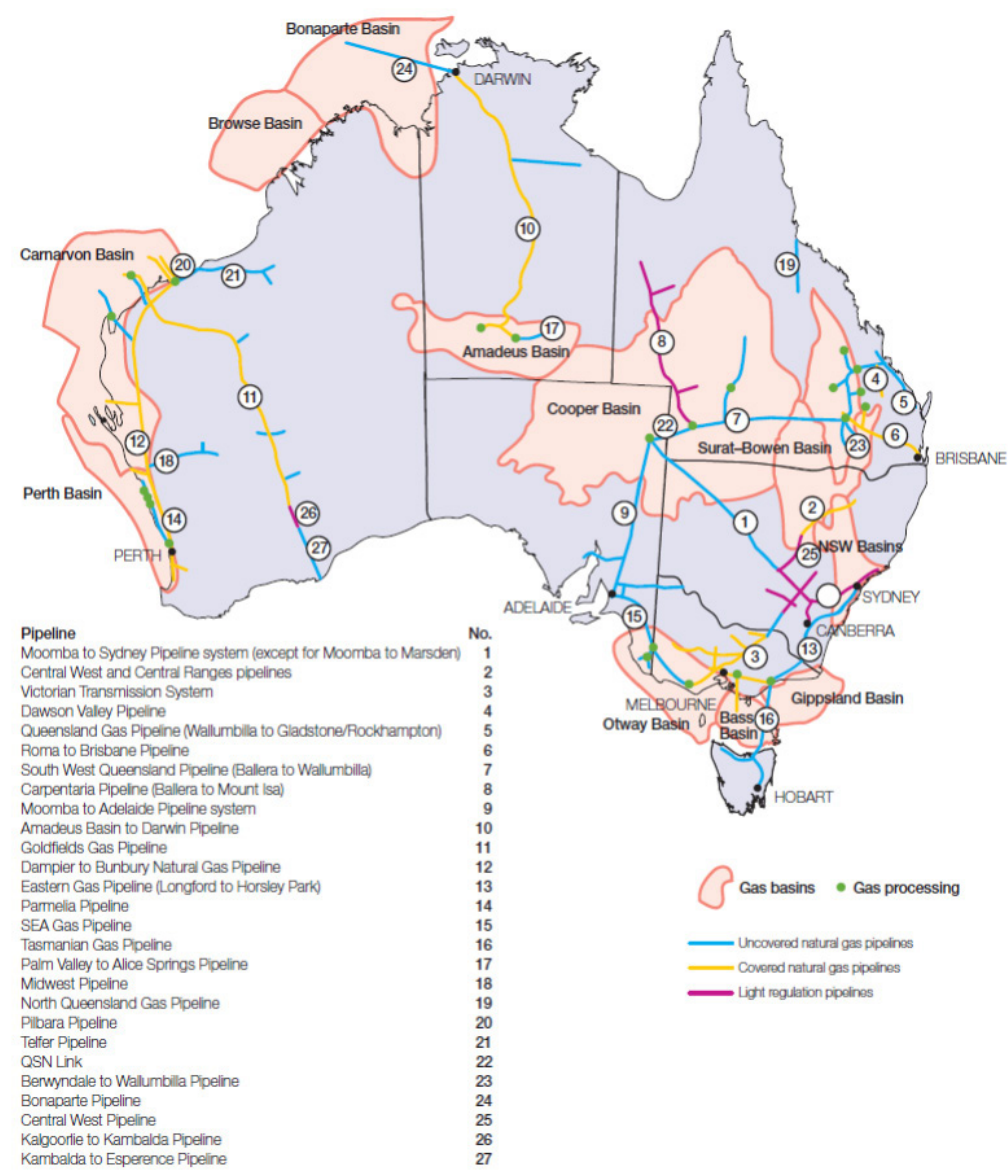 Bonaparte Basin
24
DARWIN
Browse Basin
Carnarvon Basin
20
21
10
19
17
Amadeus Basin
8
11
Cooper Basin
4
5
22
7
12
18
Surat–Bowen Basin
23
6
BRISBANE
Perth Basin
14
26
9
1
2
PERTH
27
25
NSW Basins
ADELAIDE
SYDNEY
15
CANBERRA
13
3
MELBOURNE
Gippsland Basin
Otway Basin
Bass
Basin
16
HOBART
Pipeline No.
Moomba to Sydney Pipeline system (except for Moomba to Marsden) 1
Central West and Central Ranges pipelines 2
Victorian Transmission System 3
Dawson Valley Pipeline 4
Queensland Gas Pipeline (Wallumbilla to Gladstone/Rockhampton) 5
Roma to Brisbane Pipeline 6
South West Queensland Pipeline (Ballera to Wallumbilla) 7
Carpentaria Pipeline (Ballera to Mount Isa) 8
Moomba to Adelaide Pipeline system 9
Amadeus Basin to Darwin Pipeline 10
Goldfields Gas Pipeline 11
Dampier to Bunbury Natural Gas Pipeline 12
Eastern Gas Pipeline (Longford to Horsley Park) 13
Parmelia Pipeline 14
SEA Gas Pipeline 15
Tasmanian Gas Pipeline 16
Palm Valley to Alice Springs Pipeline 17
Midwest Pipeline 18
North Queensland Gas Pipeline 19
Pilbara Pipeline 20
Telfer Pipeline 21
QSN Link 22
Berwyndale to Wallumbilla Pipeline 23
Bonaparte Pipeline 24
Central West Pipeline 25
Kalgoorlie to Kambalda Pipeline 26
Kambalda to Esperence Pipeline 27
Gas basins
Gas processing
Uncovered natural gas pipelines
Covered natural gas pipelines
Light regulation pipelines